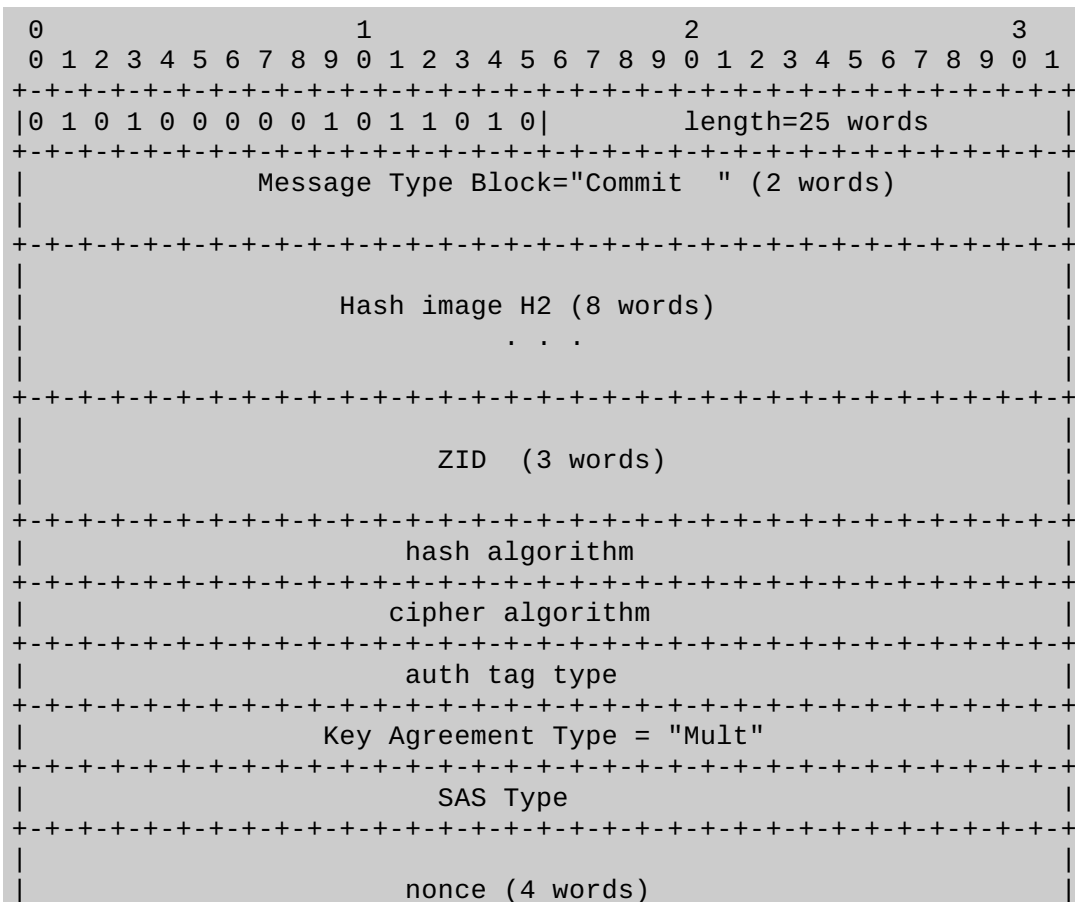 0                   1                   2                   3
 0 1 2 3 4 5 6 7 8 9 0 1 2 3 4 5 6 7 8 9 0 1 2 3 4 5 6 7 8 9 0 1
+-+-+-+-+-+-+-+-+-+-+-+-+-+-+-+-+-+-+-+-+-+-+-+-+-+-+-+-+-+-+-+-+
|0 1 0 1 0 0 0 0 0 1 0 1 1 0 1 0|        length=25 words        |
+-+-+-+-+-+-+-+-+-+-+-+-+-+-+-+-+-+-+-+-+-+-+-+-+-+-+-+-+-+-+-+-+
|              Message Type Block="Commit  " (2 words)          |
|                                                               |
+-+-+-+-+-+-+-+-+-+-+-+-+-+-+-+-+-+-+-+-+-+-+-+-+-+-+-+-+-+-+-+-+
|                                                               |
|                   Hash image H2 (8 words)                     |
|                             . . .                             |
|                                                               |
+-+-+-+-+-+-+-+-+-+-+-+-+-+-+-+-+-+-+-+-+-+-+-+-+-+-+-+-+-+-+-+-+
|                                                               |
|                         ZID  (3 words)                        |
|                                                               |
+-+-+-+-+-+-+-+-+-+-+-+-+-+-+-+-+-+-+-+-+-+-+-+-+-+-+-+-+-+-+-+-+
|                       hash algorithm                          |
+-+-+-+-+-+-+-+-+-+-+-+-+-+-+-+-+-+-+-+-+-+-+-+-+-+-+-+-+-+-+-+-+
|                      cipher algorithm                         |
+-+-+-+-+-+-+-+-+-+-+-+-+-+-+-+-+-+-+-+-+-+-+-+-+-+-+-+-+-+-+-+-+
|                       auth tag type                           |
+-+-+-+-+-+-+-+-+-+-+-+-+-+-+-+-+-+-+-+-+-+-+-+-+-+-+-+-+-+-+-+-+
|                  Key Agreement Type = "Mult"                  |
+-+-+-+-+-+-+-+-+-+-+-+-+-+-+-+-+-+-+-+-+-+-+-+-+-+-+-+-+-+-+-+-+
|                         SAS Type                              |
+-+-+-+-+-+-+-+-+-+-+-+-+-+-+-+-+-+-+-+-+-+-+-+-+-+-+-+-+-+-+-+-+
|                                                               |
|                       nonce (4 words)                         |